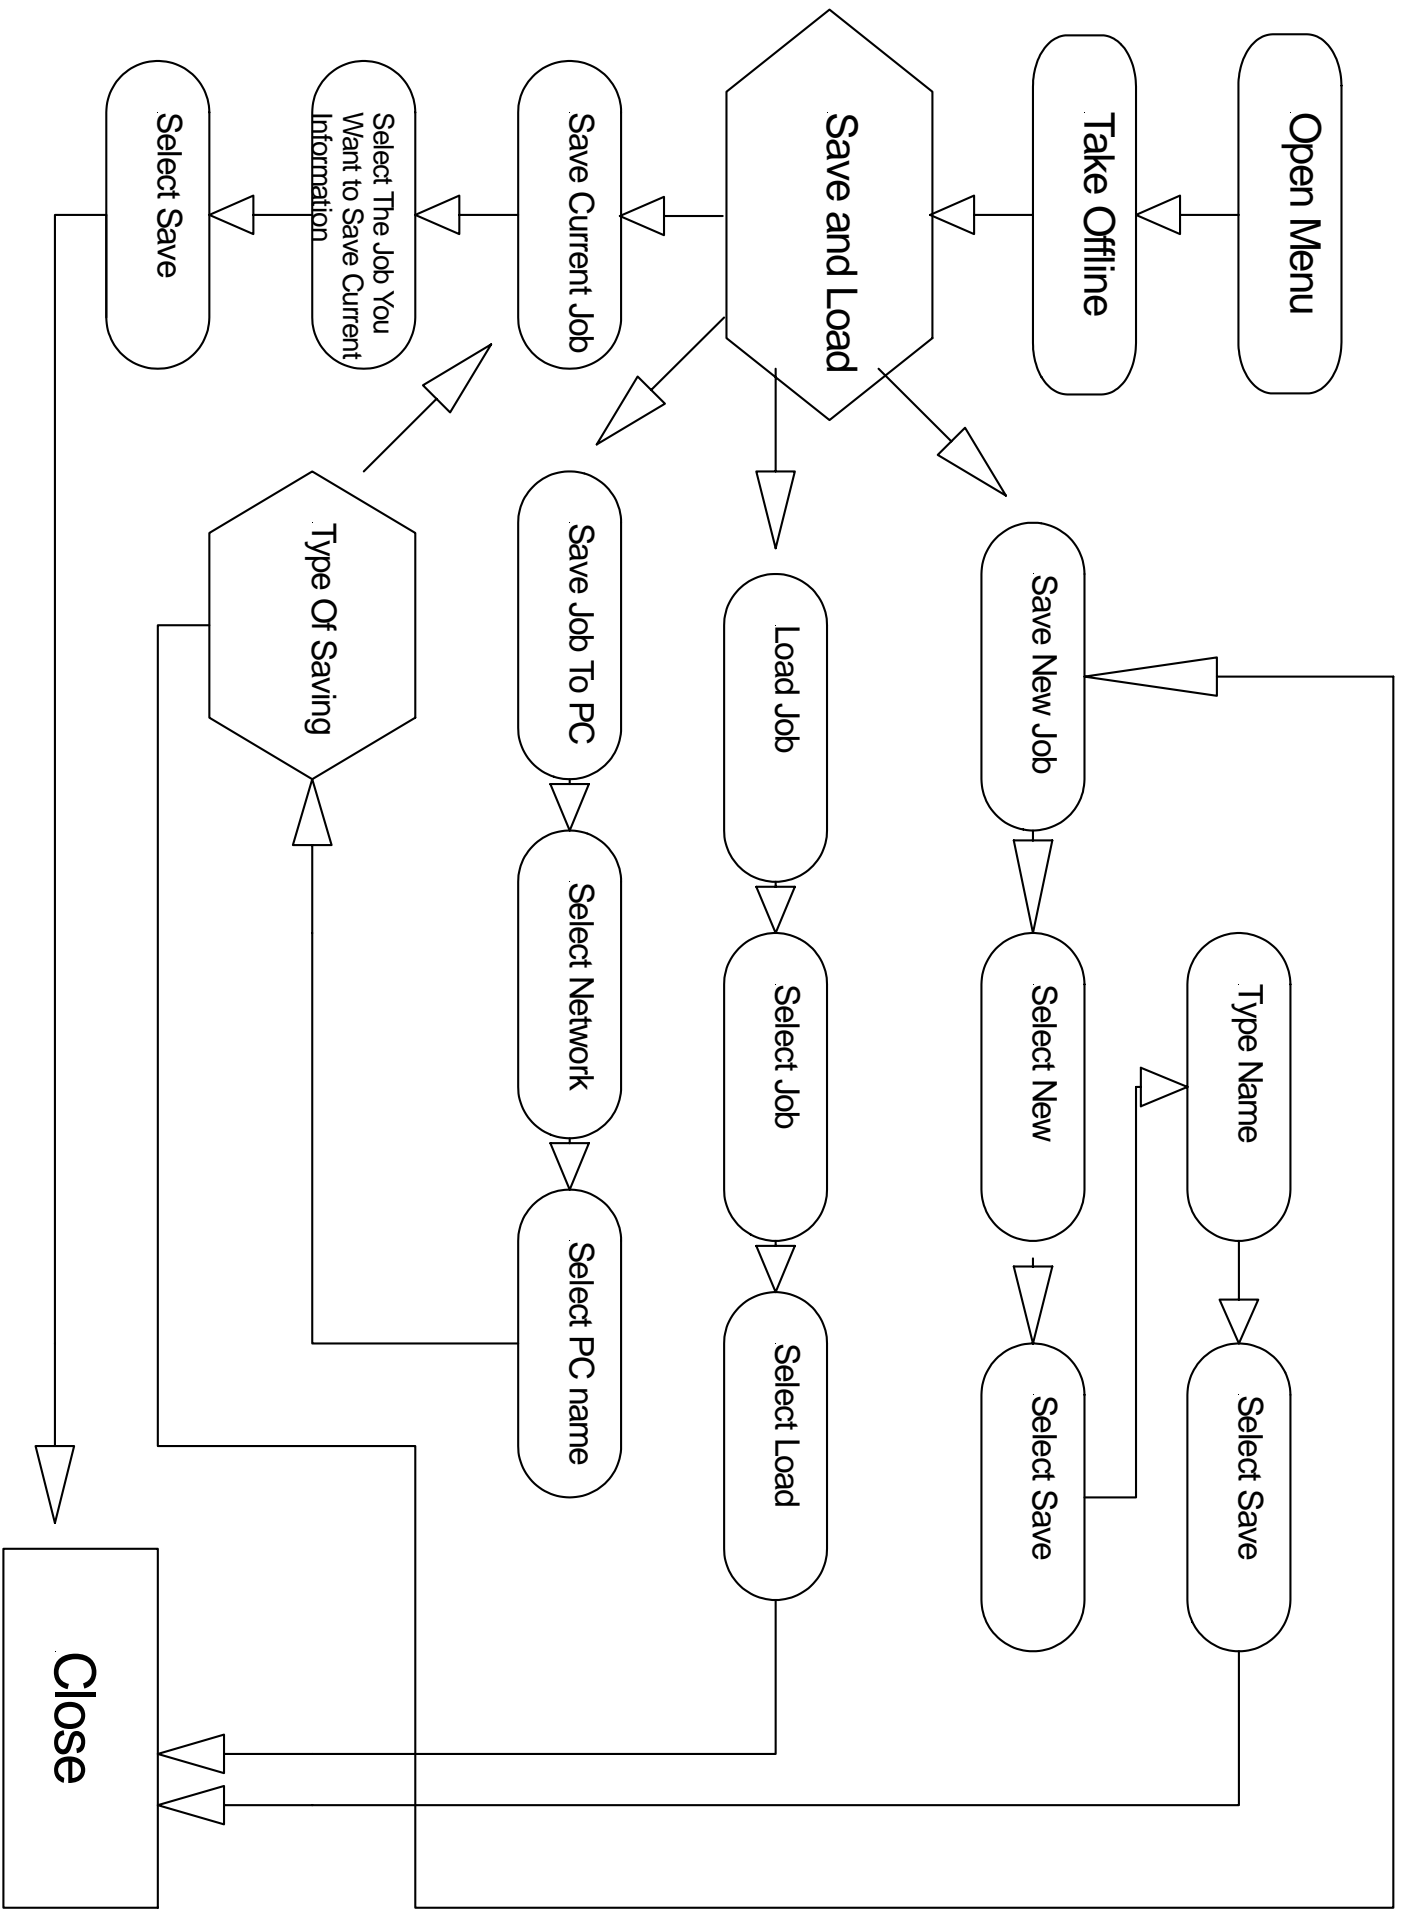 Open Menu
Take Offline
Save and Load
Save Current Job
Select The Job You
Want to Save Current
Information
Select Save
Type Name
Select Save
Save New Job
Select New
Select Save
Load Job
Select Job
Select Load
Save Job To PC
Select Network
Select PC name
Type Of Saving
Close